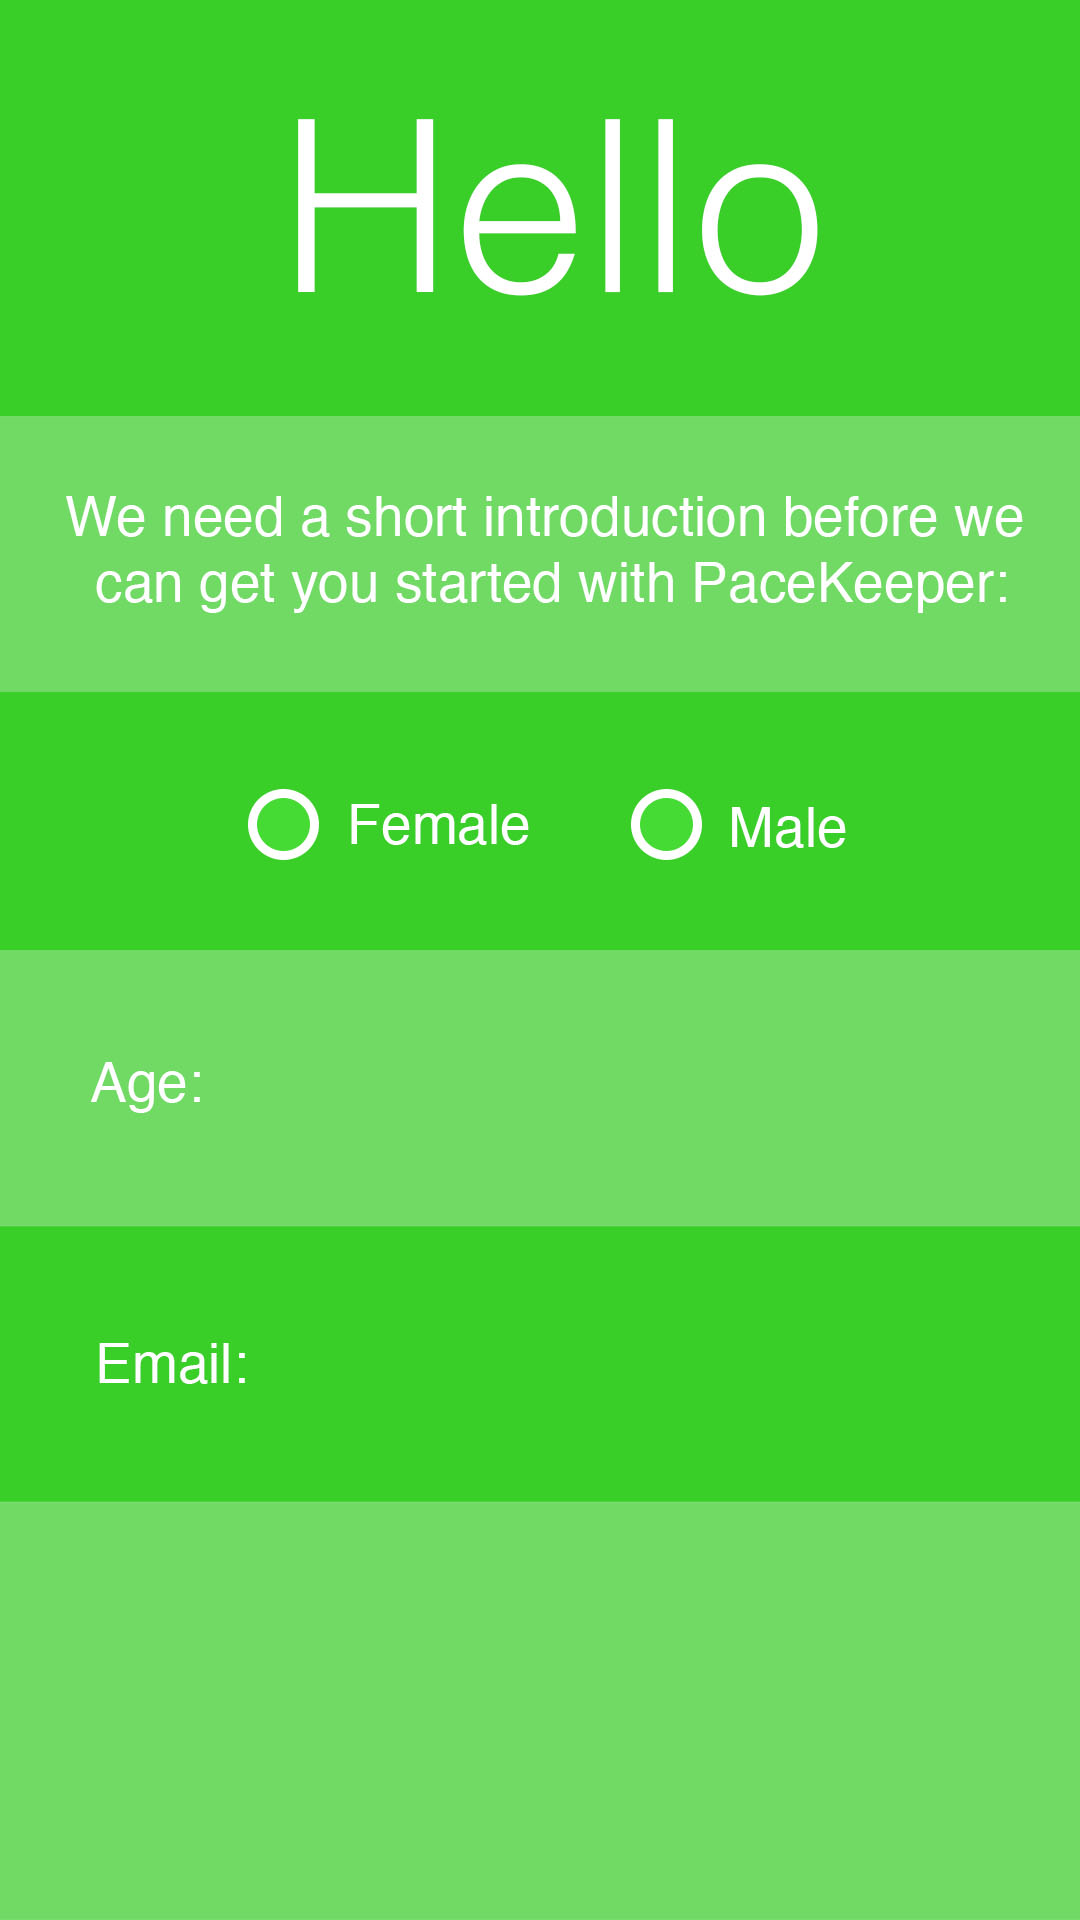 Hello
We need a short introduction before we
can get you started with PaceKeeper:
Female Male
Age:
Email: